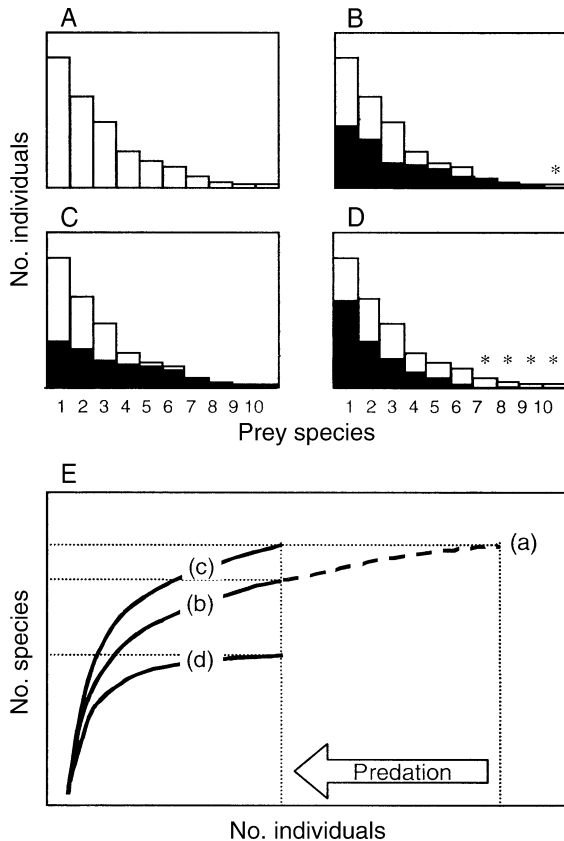 A
B
No. individuals
*
C
D
* * * *
1 2 3 4 5 6 7 8 9 10
1 2 3 4 5 6 7 8 9 10
Prey species
E
No. species
(a)
(c)
(b)
(d)
Predation
No. individuals